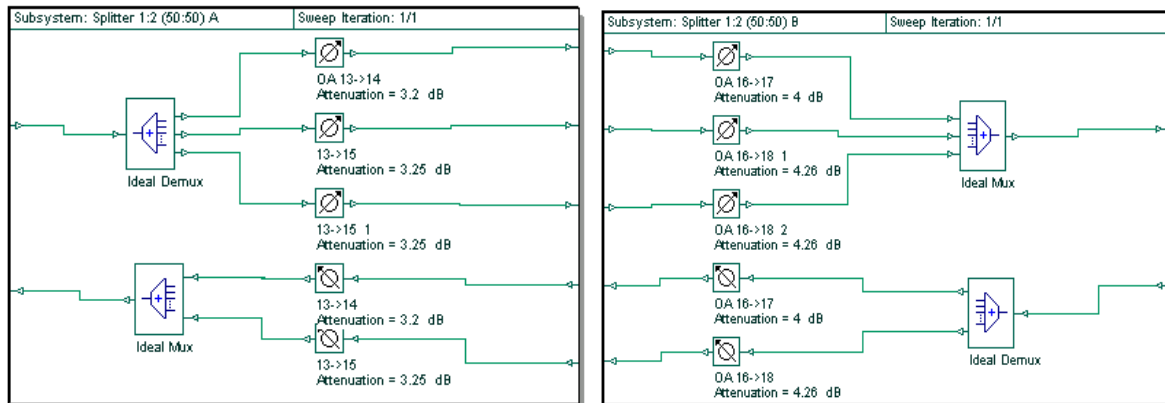 Subsystem: Splitter 1:2 (50:50) A
Sweep Iteration: 1/1
OA 13->14
Attenuation = 3.2 dB
13->15
Attenuation = 3.25 dB
Ideal Demux
13->15 1
Attenuation = 3.25 dB
13->14
Attenuation = 3.2 dB
Ideal Mux
13->15
Attenuation = 3.25 dB
Subsystem: Splitter 1:2 (50:50) B
Sweep Iteration: 1/1
OA 16->17
Attenuation = 4 dB
OA 16->18 1
Attenuation = 4.26 dB
Ideal Mux
OA 16->18 2
Attenuation = 4.26 dB
OA 16->17
Attenuation = 4 dB
Ideal Demux
OA 16->18
Attenuation = 4.26 dB